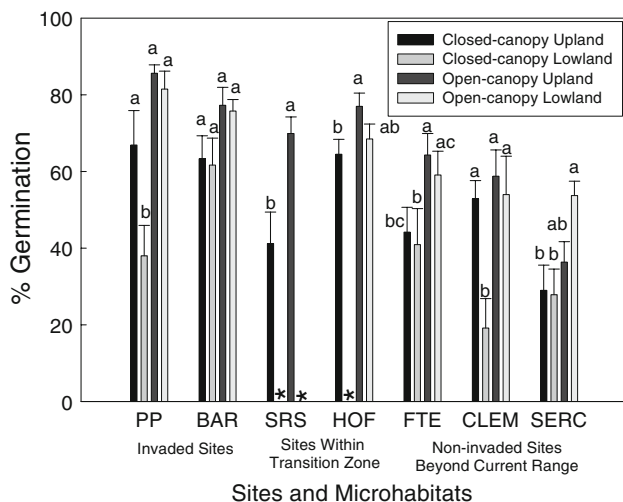 100
80
60
40
20
0
% Germination
Closed-canopy Upland
Closed-canopy Lowland
Open-canopy Upland
Open-canopy Lowland
a
b
a
a
a
a
a
a
b
*
a
*
b
*
a
ab
bc
b
a
ac
a
b
a
a
b
b
ab
a
PP BAR SRS HOF FTE CLEM SERC
Invaded Sites
Sites Within
Transition Zone
Non-invaded Sites
Beyond Current Range
Sites and Microhabitats